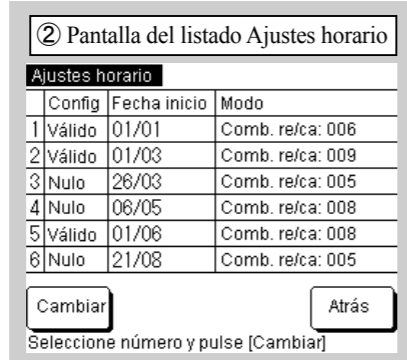 ② Pantalla del listado Ajustes horario
Ajustes horario
Config Fecha inicio Modo
1 Válido 01/01 Comb. re/ca: 006
2 Válido 01/03 Comb. re/ca: 009
3 Nulo 26/03 Comb. re/ca: 005
4 Nulo 06/05 Comb. re/ca: 008
5 Válido 01/06 Comb. re/ca: 008
6 Nulo 21/08 Comb. re/ca: 005
Cambiar Atrás
Seleccione número y pulse [Cambiar]